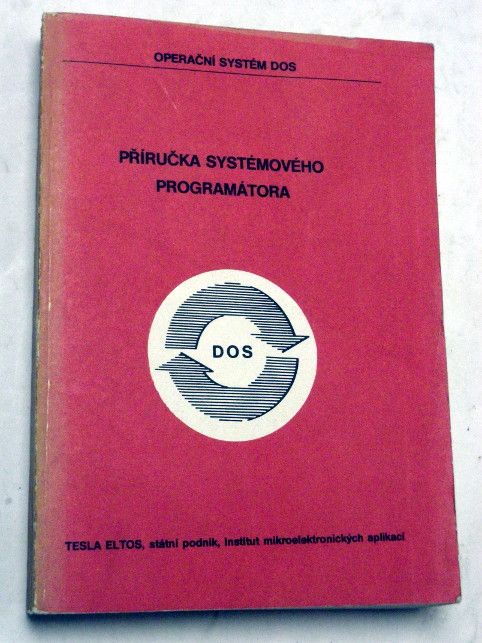 OPERAČNÍ SYSTÉM DOS
PŘÍRUČKA SYSTÉMOVÉHO
PROGRAMÁTORA
DOS
TESLA ELTOS, státní podnik, Institut mikroelektronických aplikací